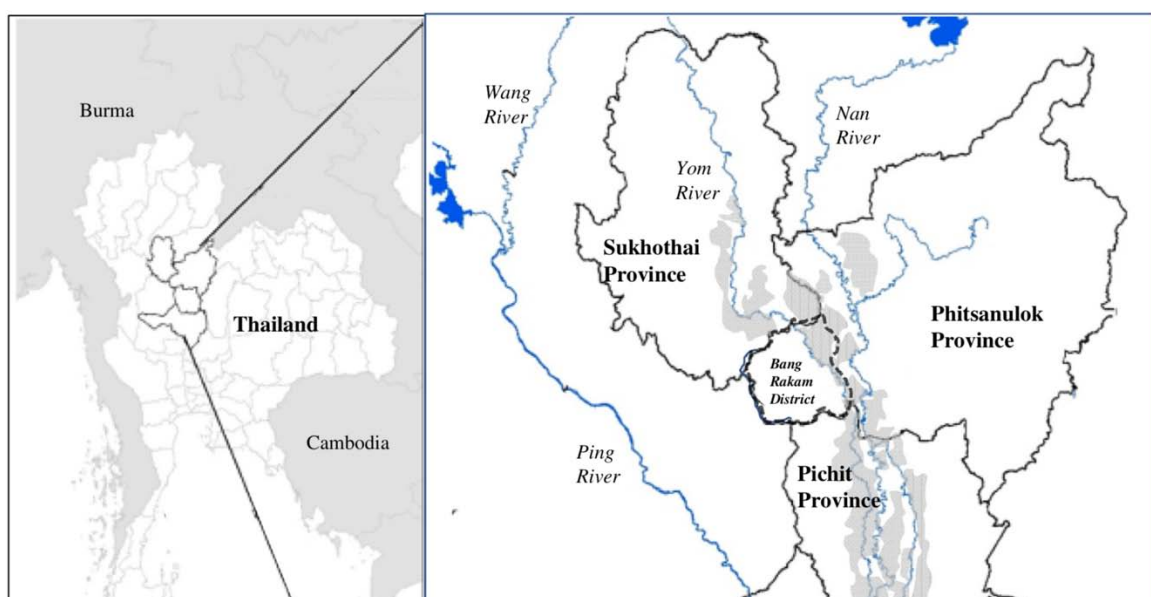 Burma
Thailand
Cambodia
Wang
River
Nan
River
Yom
River
Sukhothai
Province
Phitsanulok
Province
Bang
Rakam
District
Ping
River
Pichit
Province